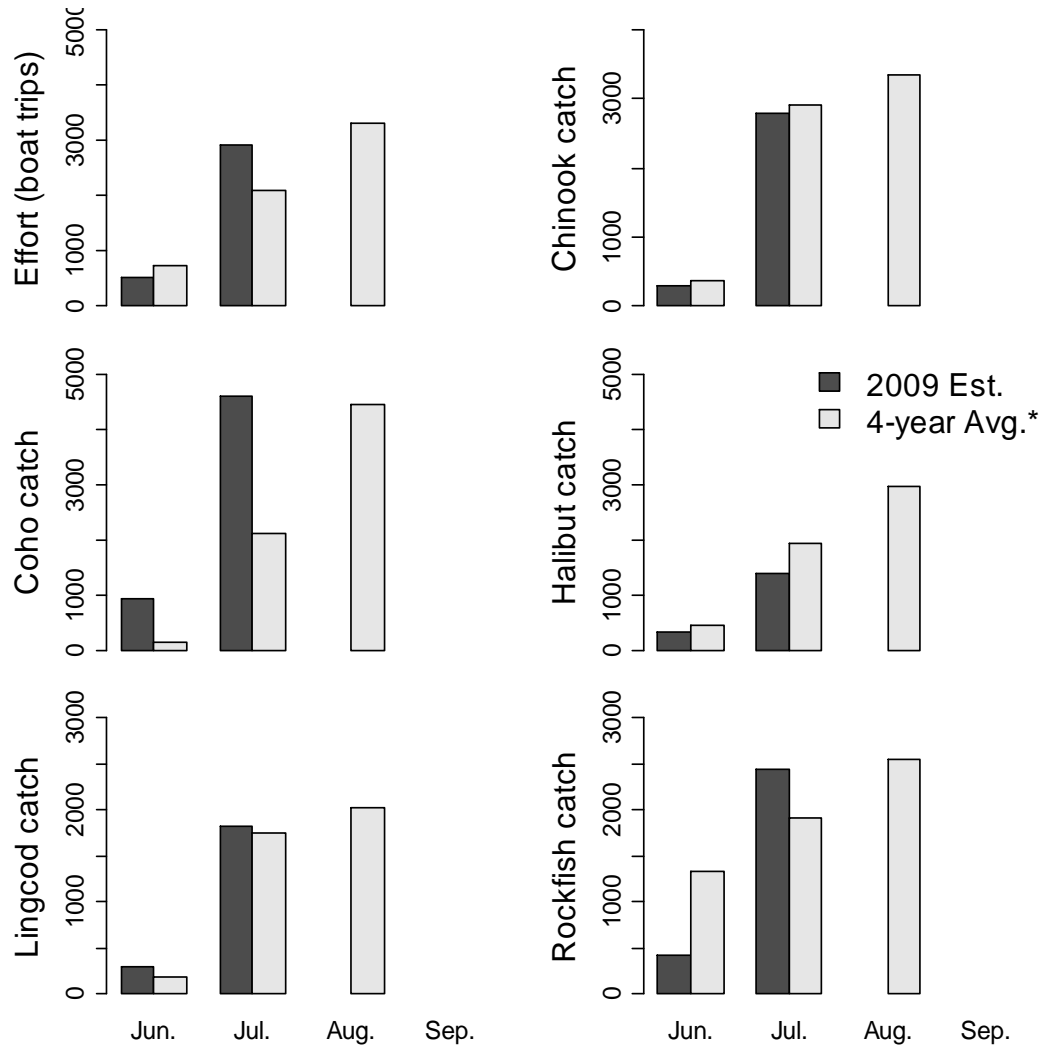 Effort (boat trips)
0
1000
3000
5000
Chinook catch
0
1000
3000
Coho catch
0
1000
3000
5000
Halibut catch
0
1000
3000
5000
2009 Est.
4-year Avg.*
Lingcod catch
0
1000
2000
3000
Rockfish catch
0
1000
2000
3000
Jun. Jul. Aug. Sep.
Jun. Jul. Aug. Sep.